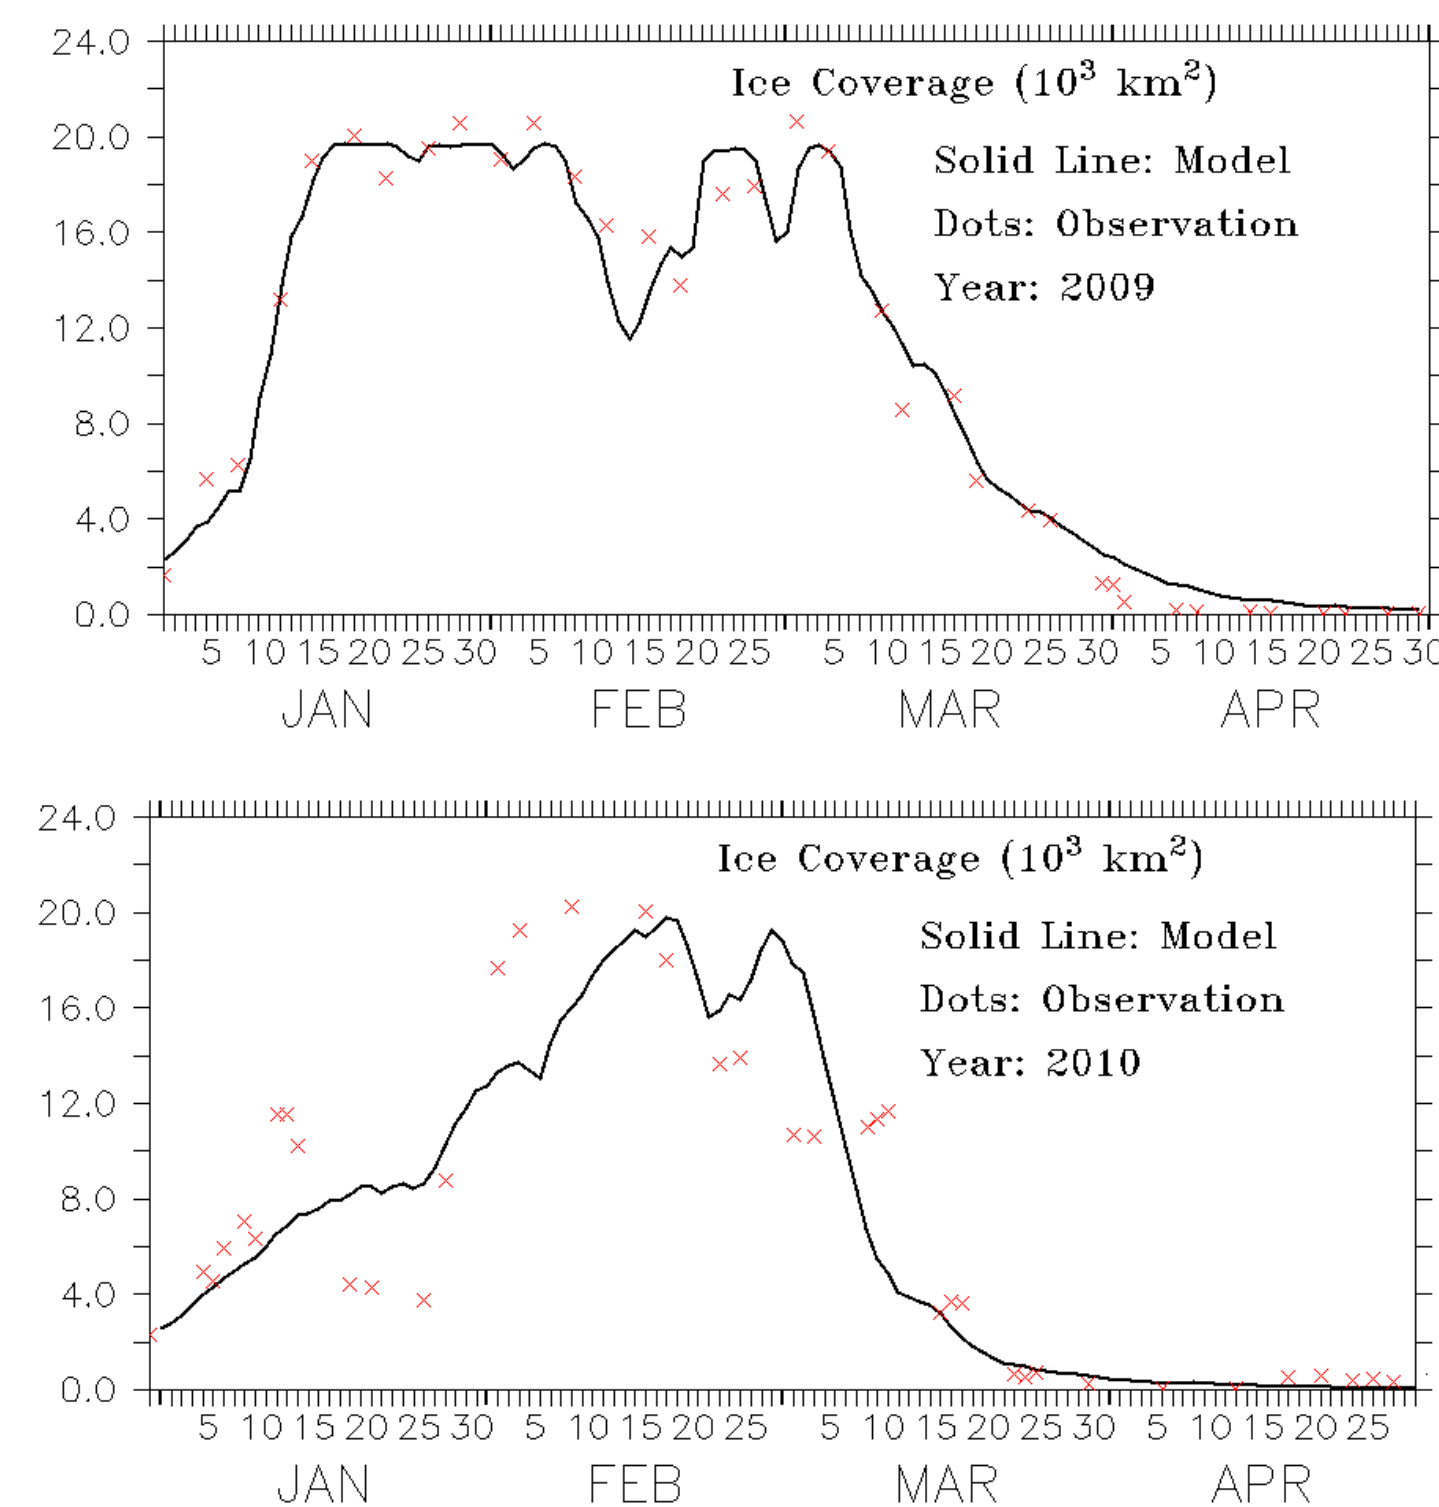 24.0
Ice Coverage (10³ km²)
20.0
Solid Line: Model
16.0
Dots: Observation
Year: 2009
12.0
8.0
4.0
0.0
5 10 15 20 25 30 5 10 15 20 25 5 10 15 20 25 30 5 10 15 20 25 30
JAN FEB MAR APR
24.0
Ice Coverage (10³ km²)
20.0
Solid Line: Model
16.0
Dots: Observation
Year: 2010
12.0
8.0
4.0
0.0
5 10 15 20 25 30 5 10 15 20 25 5 10 15 20 25 30 5 10 15 20 25
JAN FEB MAR APR